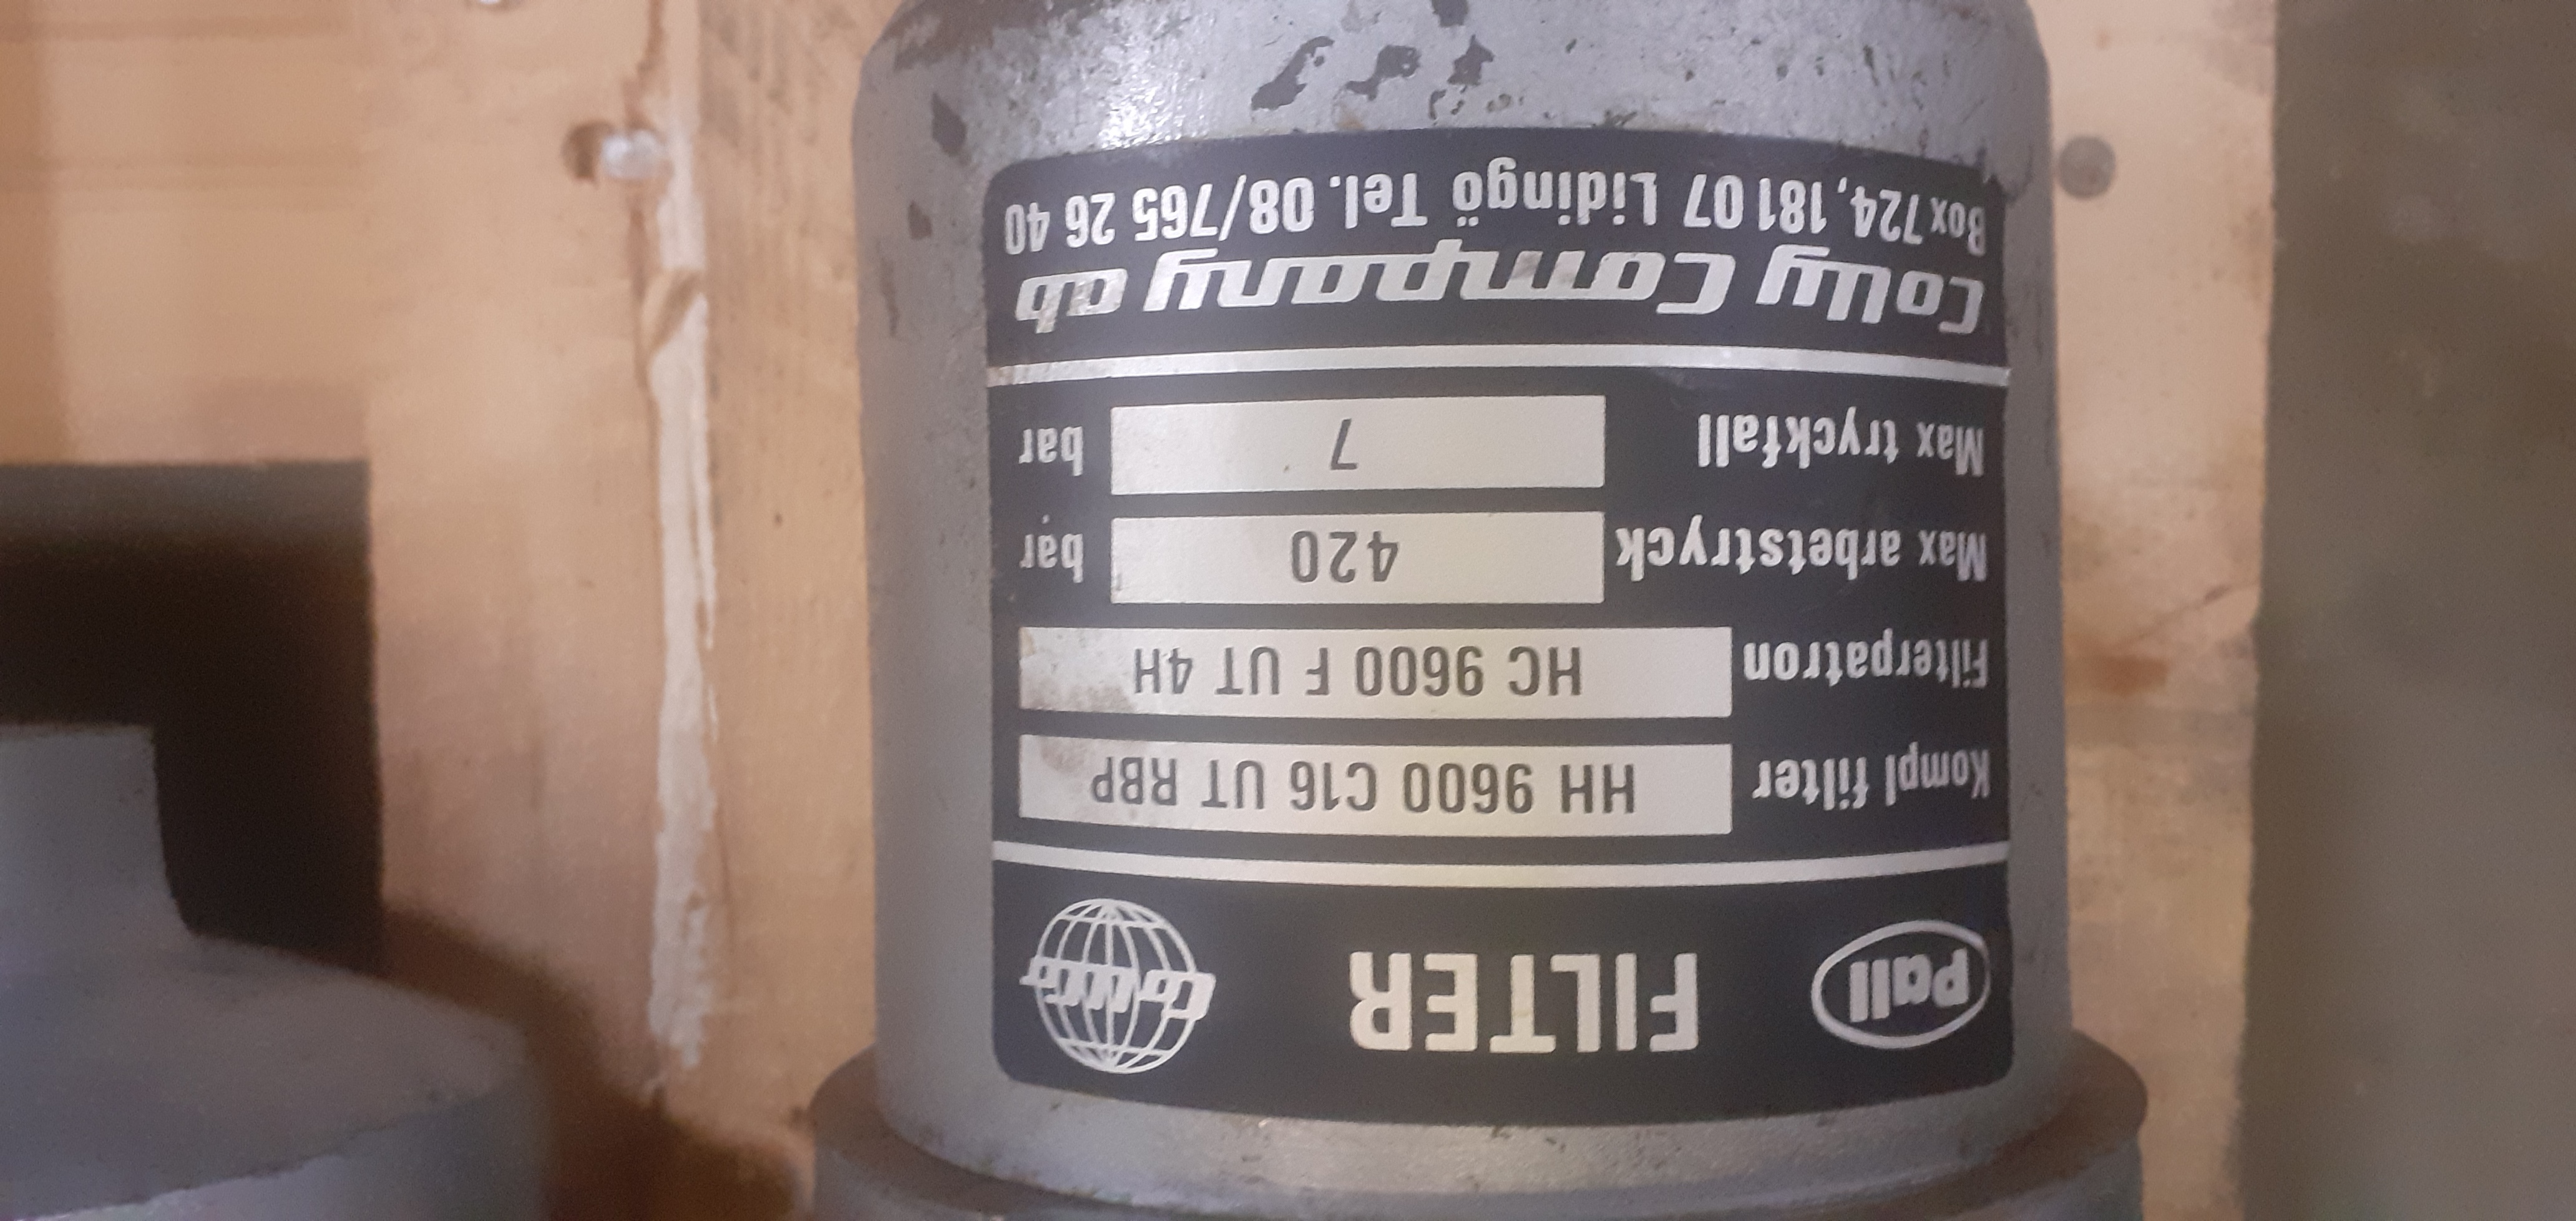 Pall FILTER
Kompl filter HH 9600 C16 UT RBP
Filterpatron HC 9600 F UT 4H
Max arbetstryck 420 bar
Max tryckfall 7 bar
Colly Company ab
Box 724, 181 07 Lidingö Tel. 08/765 26 40